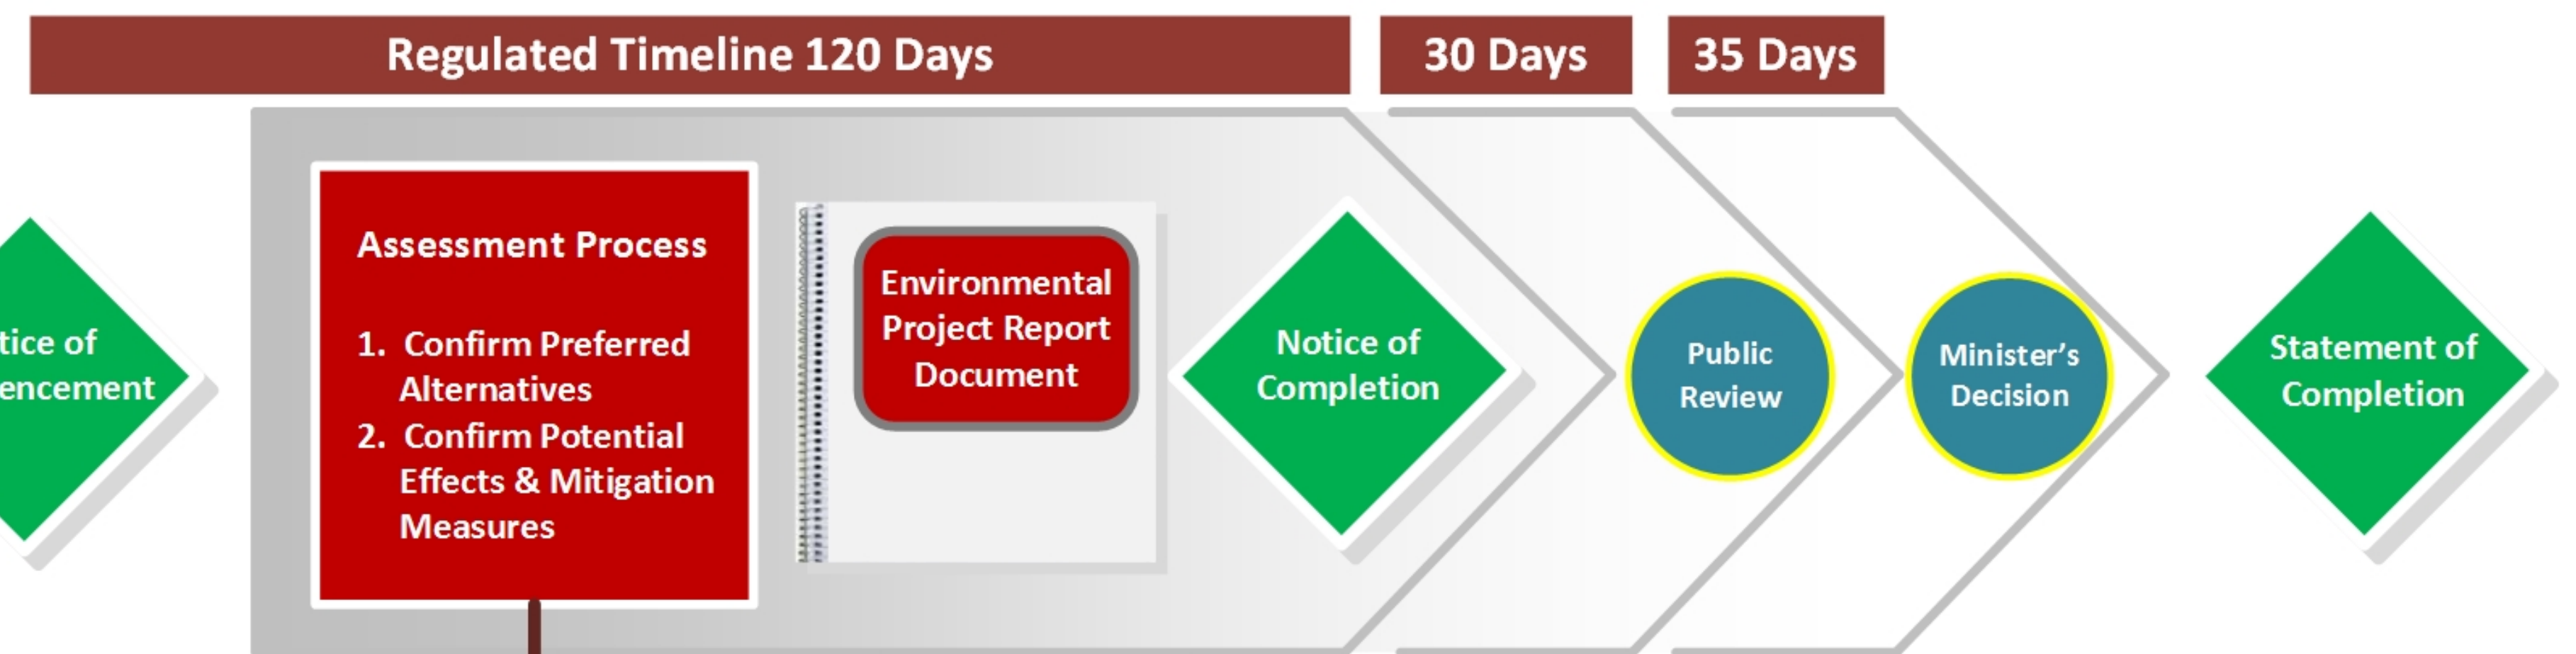 Regulated Timeline 120 Days
30 Days
35 Days
tice of
encement
Assessment Process
1. Confirm Preferred
Alternatives
2. Confirm Potential
Effects & Mitigation
Measures
Environmental
Project Report
Document
Notice of
Completion
Public
Review
Minister's
Decision
Statement of
Completion